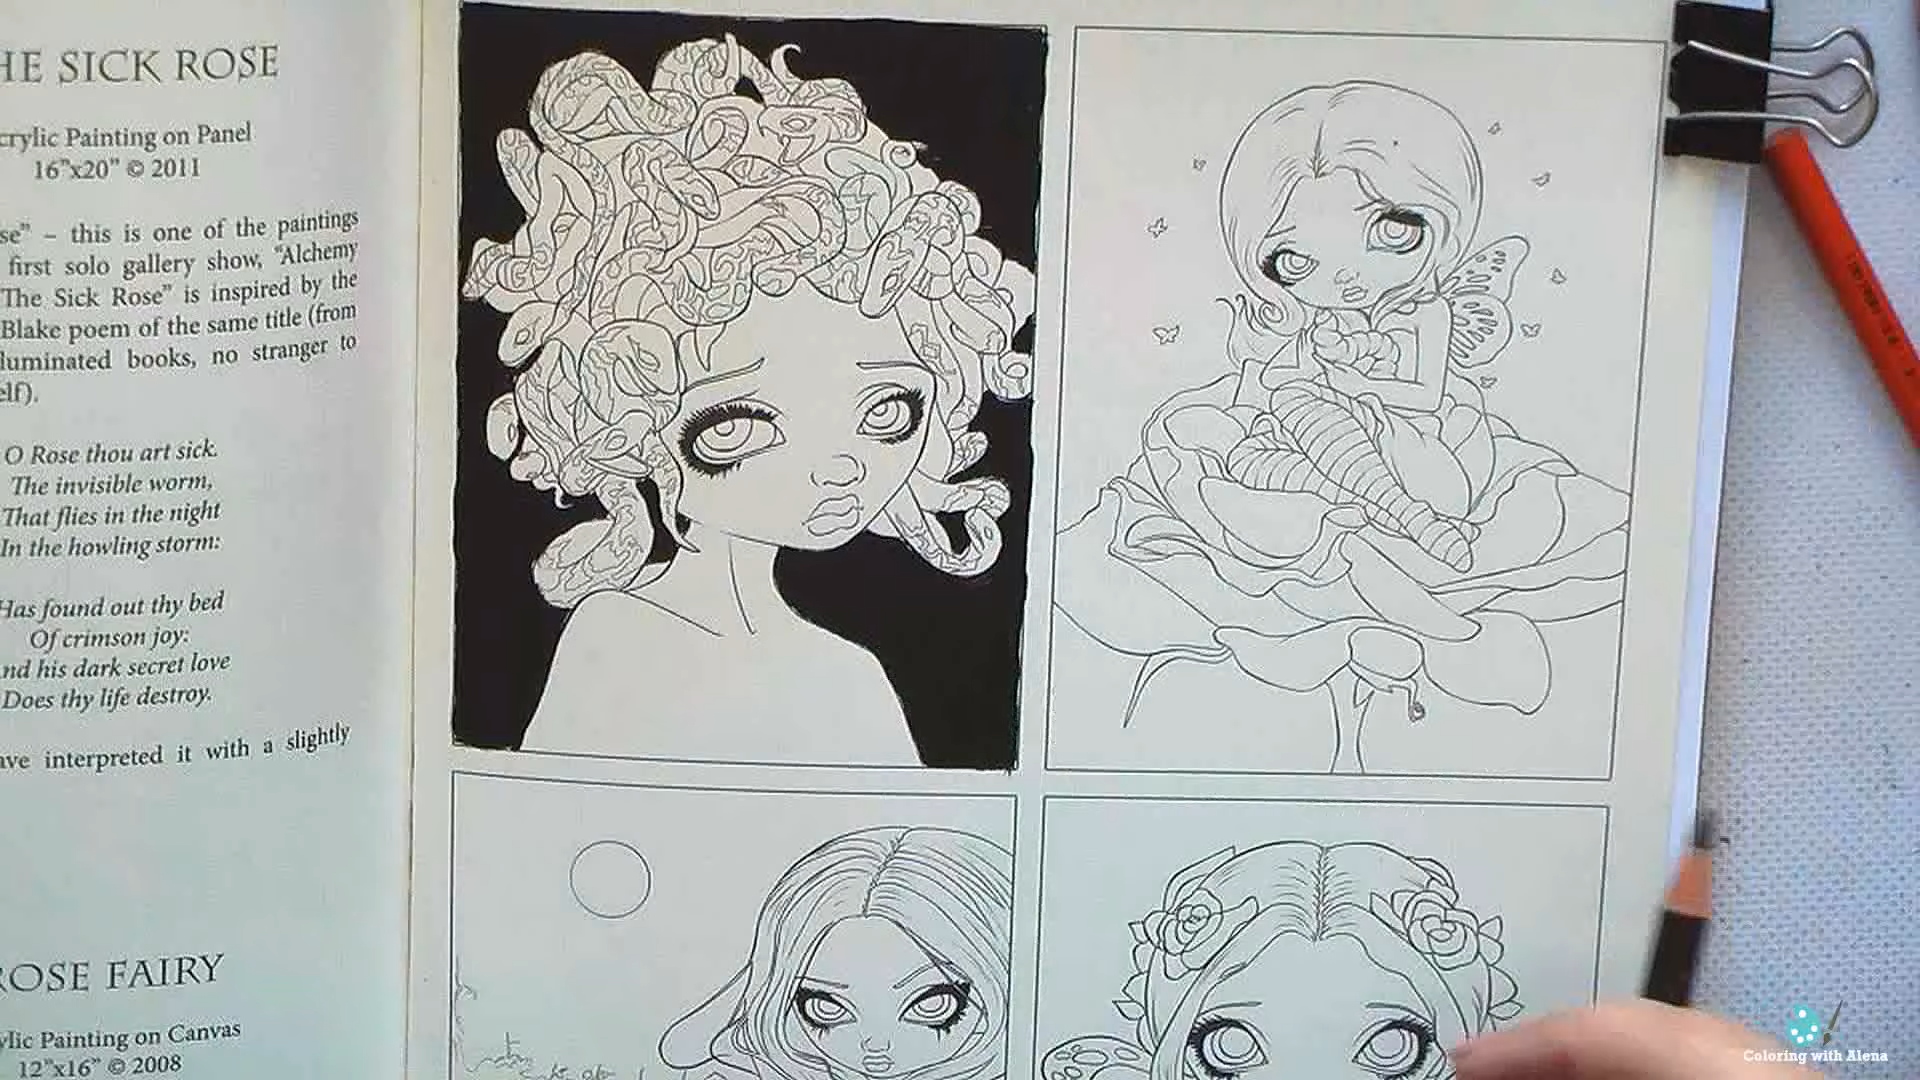 HE SICK ROSE
crylic Painting on Panel
16”x20” © 2011
se” – this is one of the paintings
first solo gallery show, “Alchemy
“The Sick Rose” is inspired by the
Blake poem of the same title (from
luminated books, no stranger to
elf).
O Rose thou art sick.
The invisible worm,
That flies in the night
In the howling storm:
Has found out thy bed
Of crimson joy:
nd his dark secret love
Does thy life destroy.
ave interpreted it with a slightly
ROSE FAIRY
ylic Painting on Canvas
12”x16” © 2008
Coloring with Alena